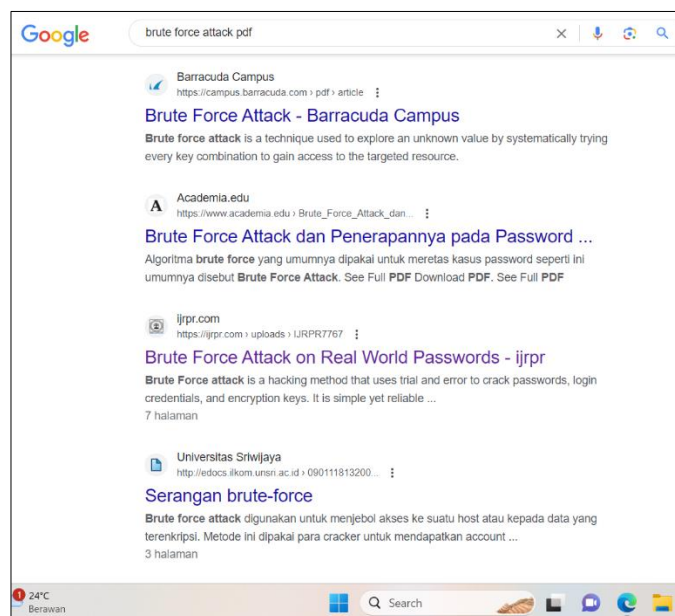 Google
brute force attack pdf
Barracuda Campus
https://campus.barracuda.com › pdf › article
Brute Force Attack - Barracuda Campus
Brute force attack is a technique used to explore an unknown value by systematically trying
every key combination to gain access to the targeted resource.
A
Academia.edu
https://www.academia.edu › Brute_Force_Attack_dan...
Brute Force Attack dan Penerapannya pada Password ...
Algoritma brute force yang umumnya dipakai untuk meretas kasus password seperti ini
umumnya disebut Brute Force Attack. See Full PDF Download PDF. See Full PDF
ijrpr.com
https://ijrpr.com › uploads › IJRPR7767
Brute Force Attack on Real World Passwords - ijrpr
Brute Force attack is a hacking method that uses trial and error to crack passwords, login
credentials, and encryption keys. It is simple yet reliable ...
7 halaman
Universitas Sriwijaya
http://edocs.ilkom.unsri.ac.id › 090111813200...
Serangan brute-force
Brute force attack digunakan untuk menjebol akses ke suatu host atau kepada data yang
terenkripsi. Metode ini dipakai para cracker untuk mendapatkan account ...
3 halaman
1
24°C
Berawan
Search